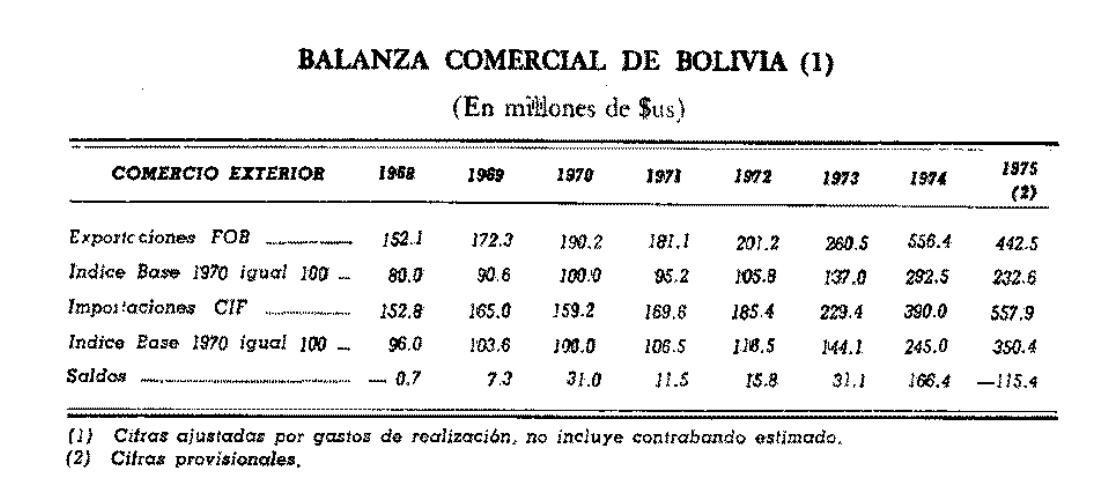 BALANZA COMERCIAL DE BOLIVIA (1)
(En millones de $us)
COMERCIO EXTERIOR 1968 1969 1970 1971 1972 1973 1974 1975 (2)
Exportaciones FOB 152.1 172.3 190.2 181.1 201.2 260.5 556.4 442.5
Indice Base 1970 igual 100 80.0 90.6 100.0 95.2 105.8 137.0 292.5 232.6
Importaciones CIF 152.8 165.0 159.2 169.6 185.4 229.4 390.0 557.9
Indice Base 1970 igual 100 96.0 103.6 100.0 106.5 116.5 144.1 245.0 350.4
Saldos — 0.7 7.3 31.0 11.5 15.8 31.1 166.4 —115.4
(1) Cifras ajustadas por gastos de realización, no incluye contrabando estimado.
(2) Cifras provisionales.